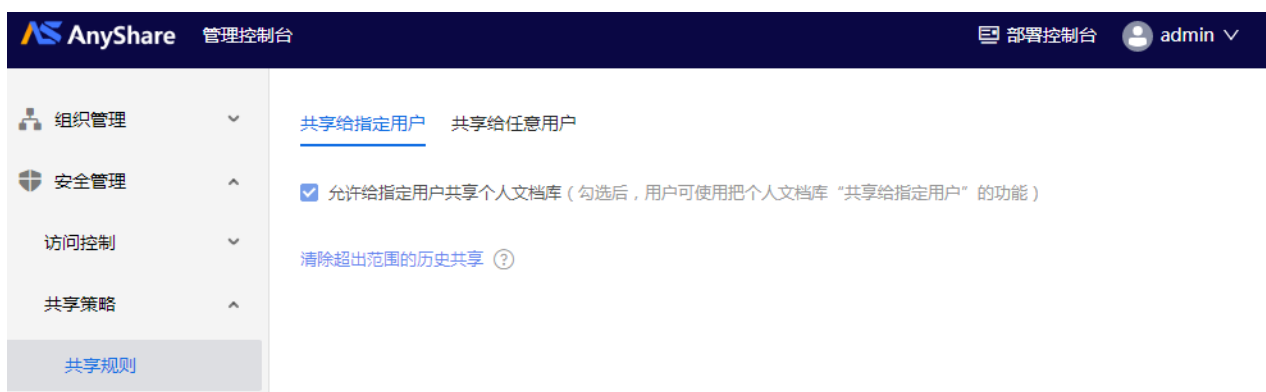 AnyShare 管理控制台 部署控制台 admin
组织管理
共享给指定用户 共享给任意用户
安全管理
允许给指定用户共享个人文档库 ( 勾选后 , 用户可使用把个人文档库 “共享给指定用户” 的功能 )
访问控制
清除超出范围的历史共享 ?
共享策略
共享规则